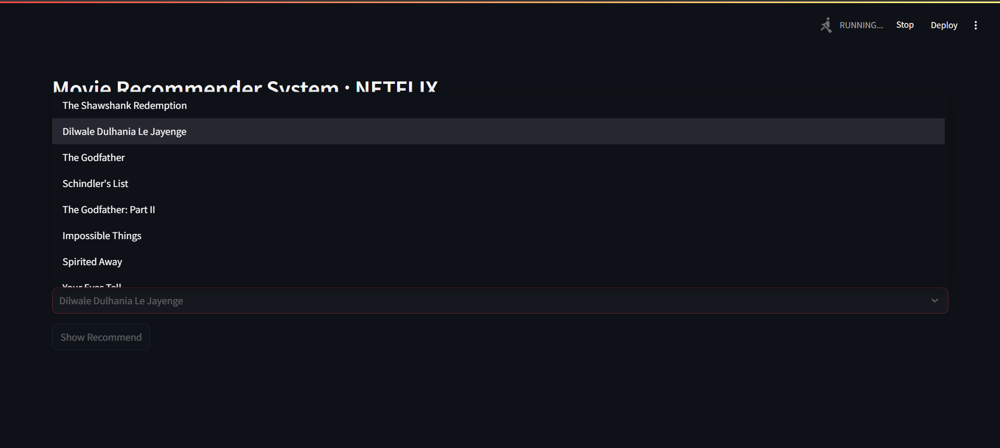 RUNNING...
Stop
Deploy
Movie Recommender System : NETFLIX
The Shawshank Redemption
Dilwale Dulhania Le Jayenge
The Godfather
Schindler's List
The Godfather: Part II
Impossible Things
Spirited Away
Your Eyes Tell
Dilwale Dulhania Le Jayenge
Show Recommend